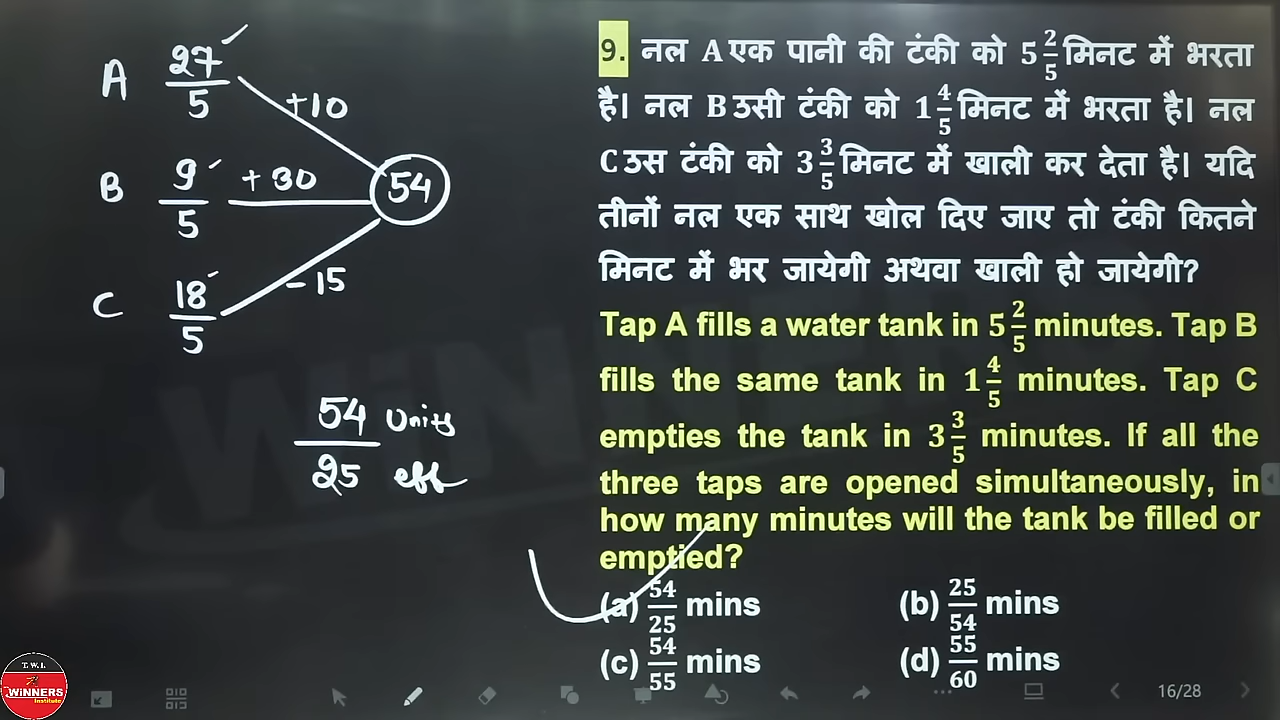 A 27/5 +10
B 9/5 +30 54
C 18/5 -15
54 Units
25 eff
9. नल A एक पानी की टंकी को 5 2/5 मिनट में भरता
है। नल B उसी टंकी को 1 4/5 मिनट में भरता है। नल
C उस टंकी को 3 3/5 मिनट में खाली कर देता है। यदि
तीनों नल एक साथ खोल दिए जाए तो टंकी कितने
मिनट में भर जायेगी अथवा खाली हो जायेगी?
Tap A fills a water tank in 5 2/5 minutes. Tap B
fills the same tank in 1 4/5 minutes. Tap C
empties the tank in 3 3/5 minutes. If all the
three taps are opened simultaneously, in
how many minutes will the tank be filled or
emptied?
(a) 54/25 mins (b) 25/54 mins
(c) 54/55 mins (d) 55/60 mins
T.W.I.
WINNERS
Institute
16/28
WINNERS